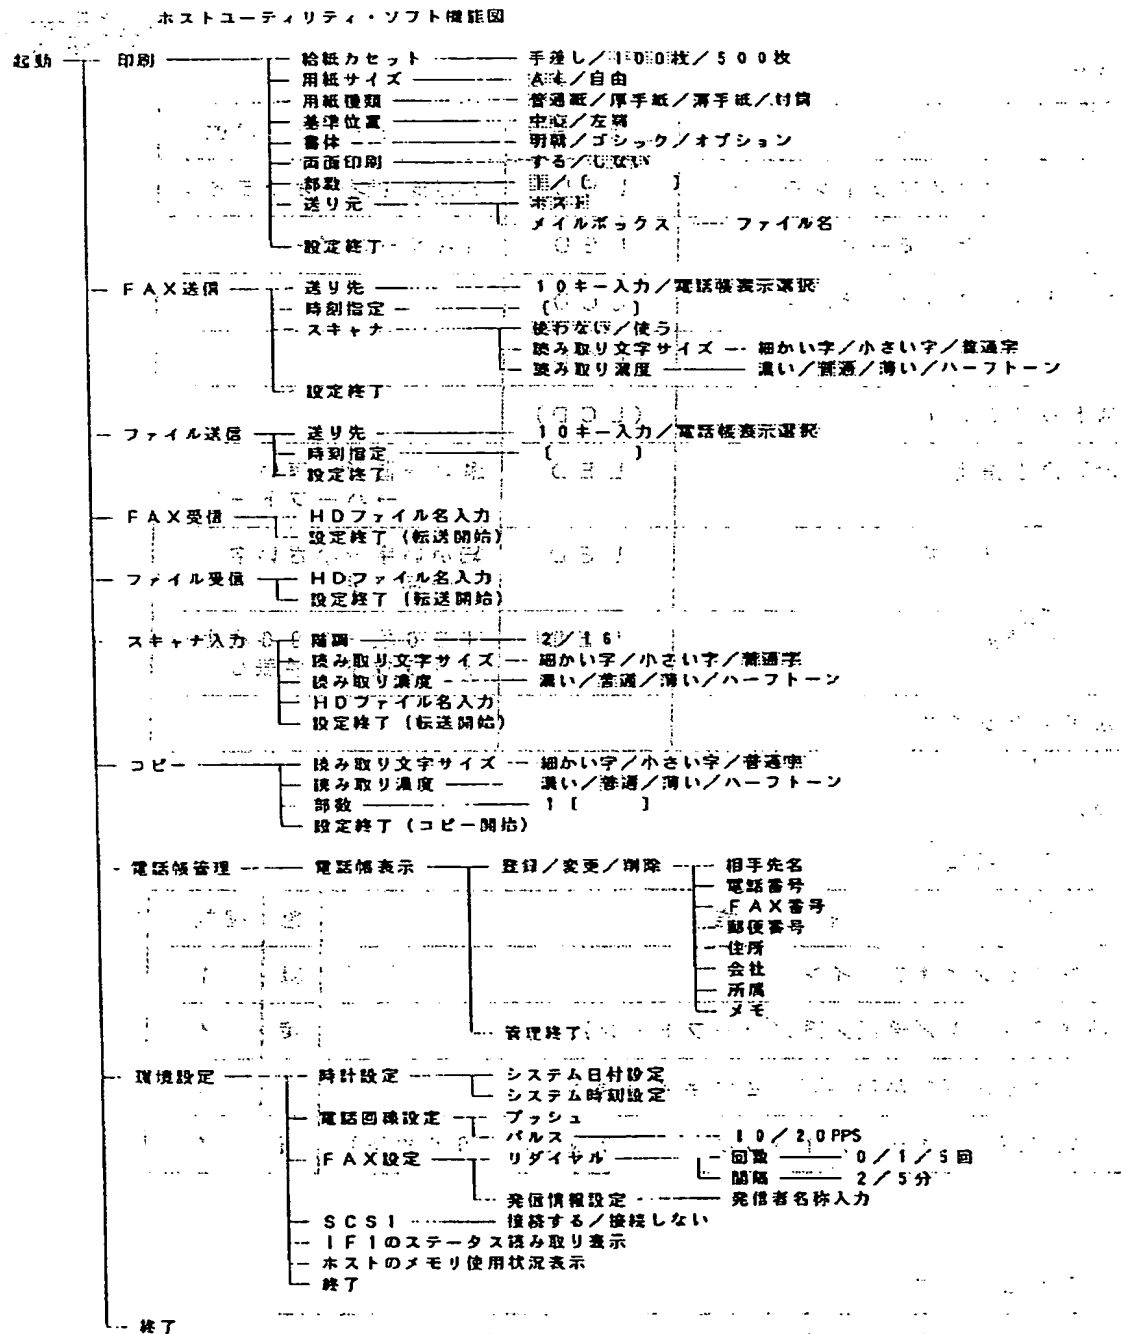 ホストユーティリティ・ソフト機能図
起動 印刷 給紙カセット 手差し／100枚／500枚
用紙サイズ A4／自由
用紙種類 普通紙／厚手紙／薄手紙／封筒
基準位置 中心／左端
書体 明朝／ゴシック／オプション
両面印刷 する／しない
部数 1／[ ]
送り元 ホスト
メイルボックス ファイル名
設定終了
FAX送信 送り先 10キー入力／電話帳表示選択
時刻指定 [ ]
スキャナ 使わない／使う
読み取り文字サイズ 細かい字／小さい字／普通字
読み取り濃度 濃い／普通／薄い／ハーフトーン
設定終了
ファイル送信 送り先 10キー入力／電話帳表示選択
時刻指定 [ ]
設定終了
FAX受信 HDファイル名入力
設定終了（転送開始）
ファイル受信 HDファイル名入力
設定終了（転送開始）
スキャナ入力 階調 2／16
読み取り文字サイズ 細かい字／小さい字／普通字
読み取り濃度 濃い／普通／薄い／ハーフトーン
HDファイル名入力
設定終了（転送開始）
コピー 読み取り文字サイズ 細かい字／小さい字／普通字
読み取り濃度 濃い／普通／薄い／ハーフトーン
部数 1 [ ]
設定終了（コピー開始）
電話帳管理 電話帳表示 登録／変更／削除 相手先名
電話番号
FAX番号
郵便番号
住所
会社
所属
メモ
管理終了
環境設定 時計設定 システム日付設定
システム時刻設定
電話回線設定 プッシュ
パルス 10／20PPS
FAX設定 リダイヤル 回数 0／1／5回
間隔 2／5分
発信情報設定 発信者名称入力
SCSI 接続する／接続しない
IF1のステータス読み取り表示
ホストのメモリ使用状況表示
終了
終了